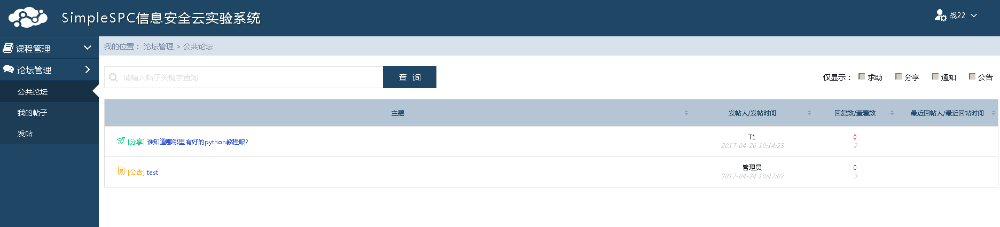 SimpleSPC信息安全云实验系统
战22
课程管理
论坛管理
公共论坛
我的帖子
发帖
我的位置： 论坛管理 > 公共论坛
请输入帖子关键字查询
查 询
仅显示： 求助 分享 通知 公告
主题 发帖人/发帖时间 回复数/查看数 最近回帖人/最近回帖时间
[分享] 谁知道哪哪里有好的python教程呢? T1 0
2017-04-26 10:14:23 2
[公告] test 管理员 0
2017-04-24 10:47:02 3